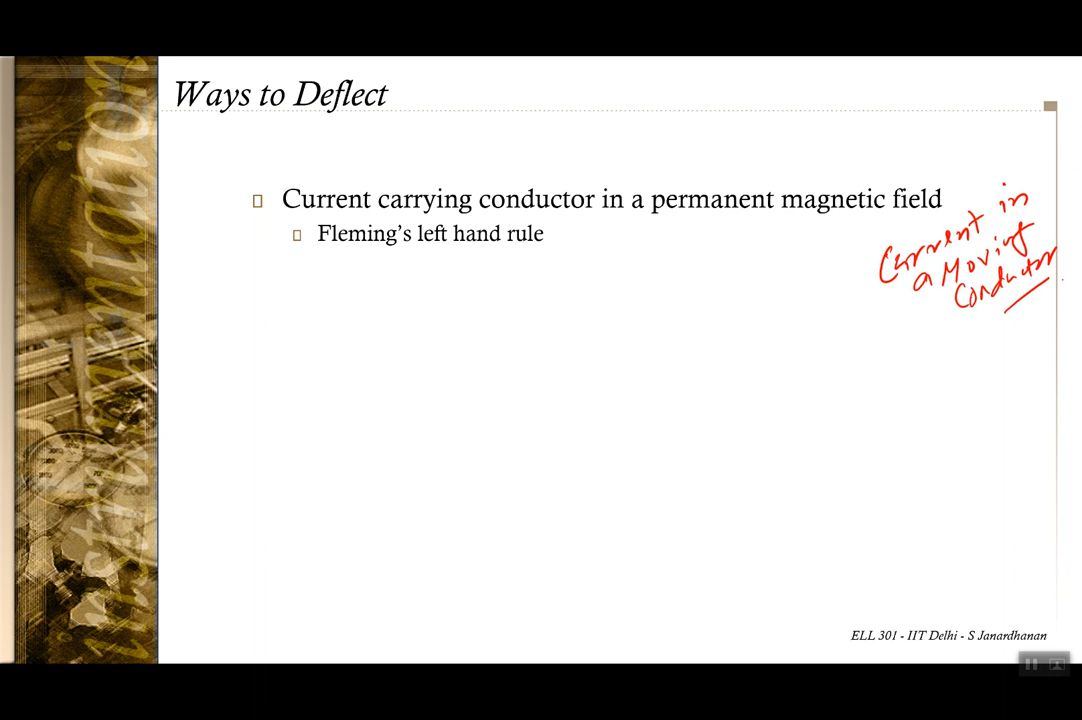 Ways to Deflect
Current carrying conductor in a permanent magnetic field
Fleming's left hand rule
Current in
a Moving
Conductor
instrumentation
ELL 301 - IIT Delhi - S Janardhanan